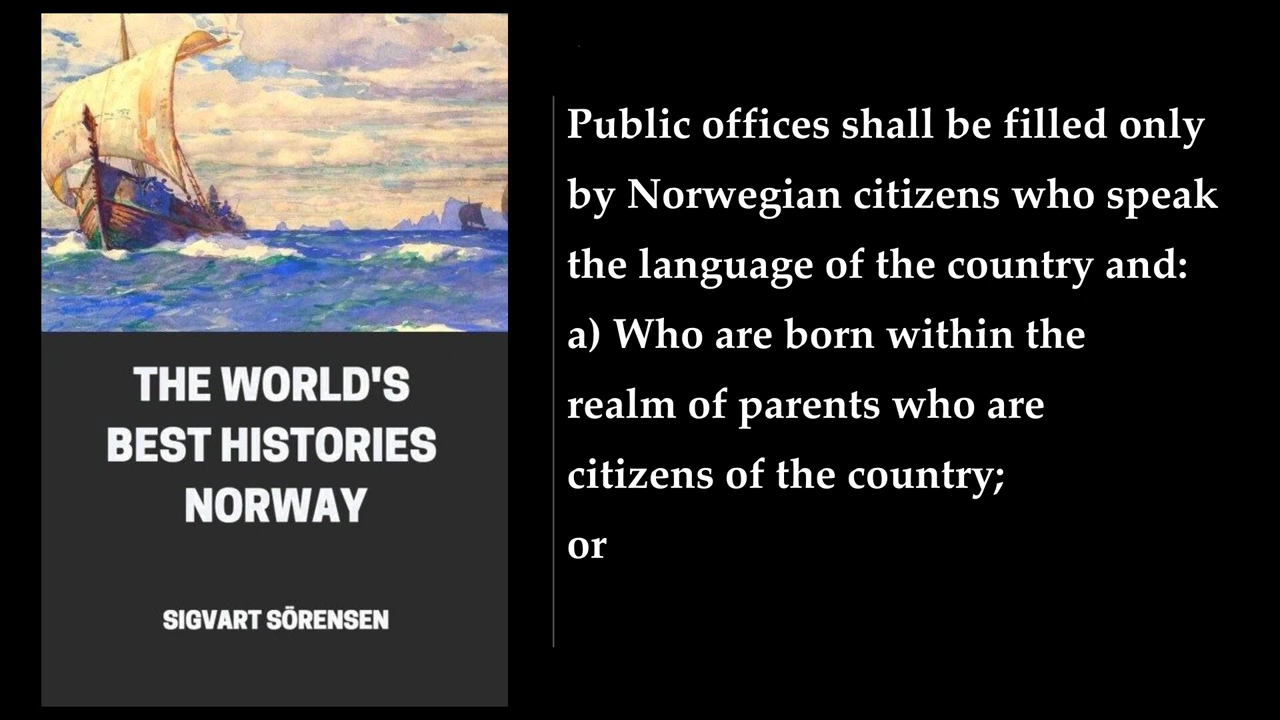 THE WORLD'S
BEST HISTORIES
NORWAY
SIGVART SÖRENSEN
Public offices shall be filled only
by Norwegian citizens who speak
the language of the country and:
a) Who are born within the
realm of parents who are
citizens of the country;
or